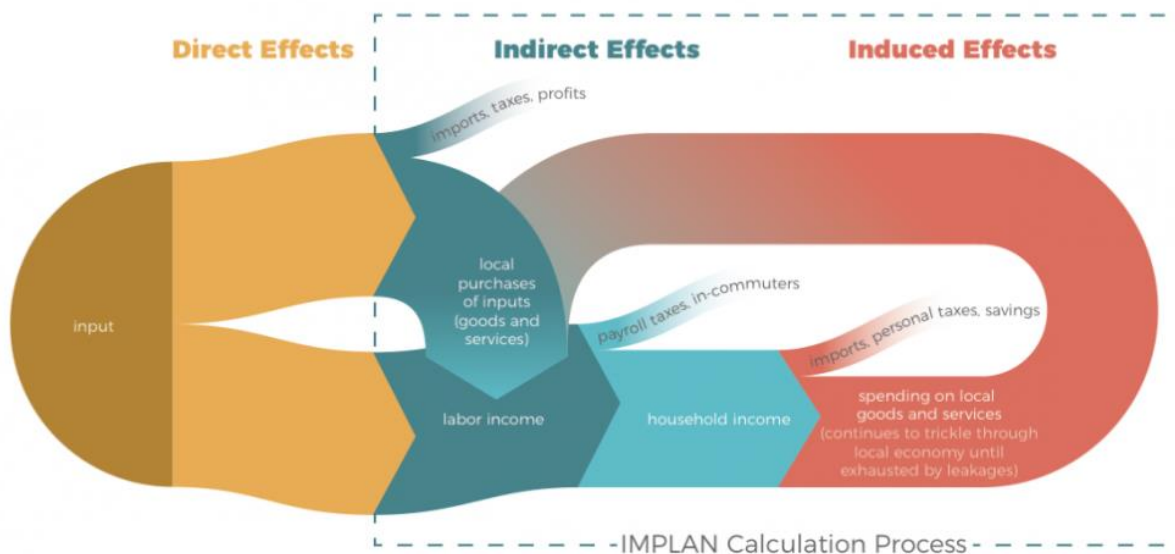 Direct Effects
Indirect Effects
Induced Effects
imports, taxes, profits
input
local
purchases
of inputs
(goods and
services)
payroll taxes, in-commuters
imports, personal taxes, savings
labor income
household income
spending on local
goods and services
(continues to trickle through
local economy until
exhausted by leakages)
IMPLAN Calculation Process